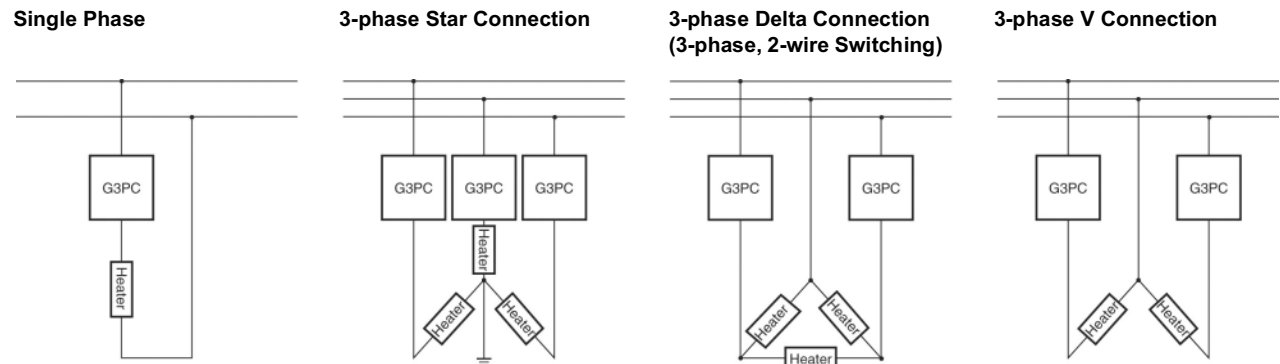 Single Phase
3-phase Star Connection
3-phase Delta Connection
(3-phase, 2-wire Switching)
3-phase V Connection
G3PC
Heater
G3PC
G3PC
G3PC
Heater
Heater
Heater
G3PC
G3PC
Heater
Heater
Heater
G3PC
G3PC
Heater
Heater